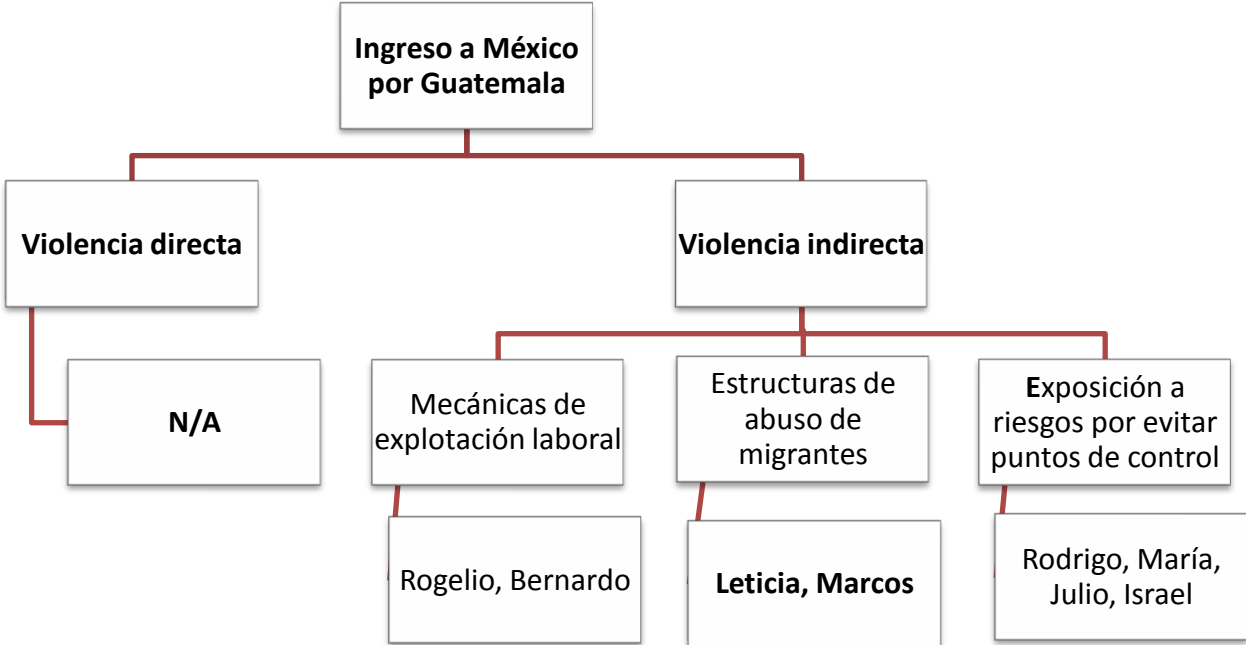 Ingreso a México
por Guatemala
Violencia directa
Violencia indirecta
N/A
Mecánicas de
explotación laboral
Estructuras de
abuso de
migrantes
Exposición a
riesgos por evitar
puntos de control
Rogelio, Bernardo
Leticia, Marcos
Rodrigo, María,
Julio, Israel